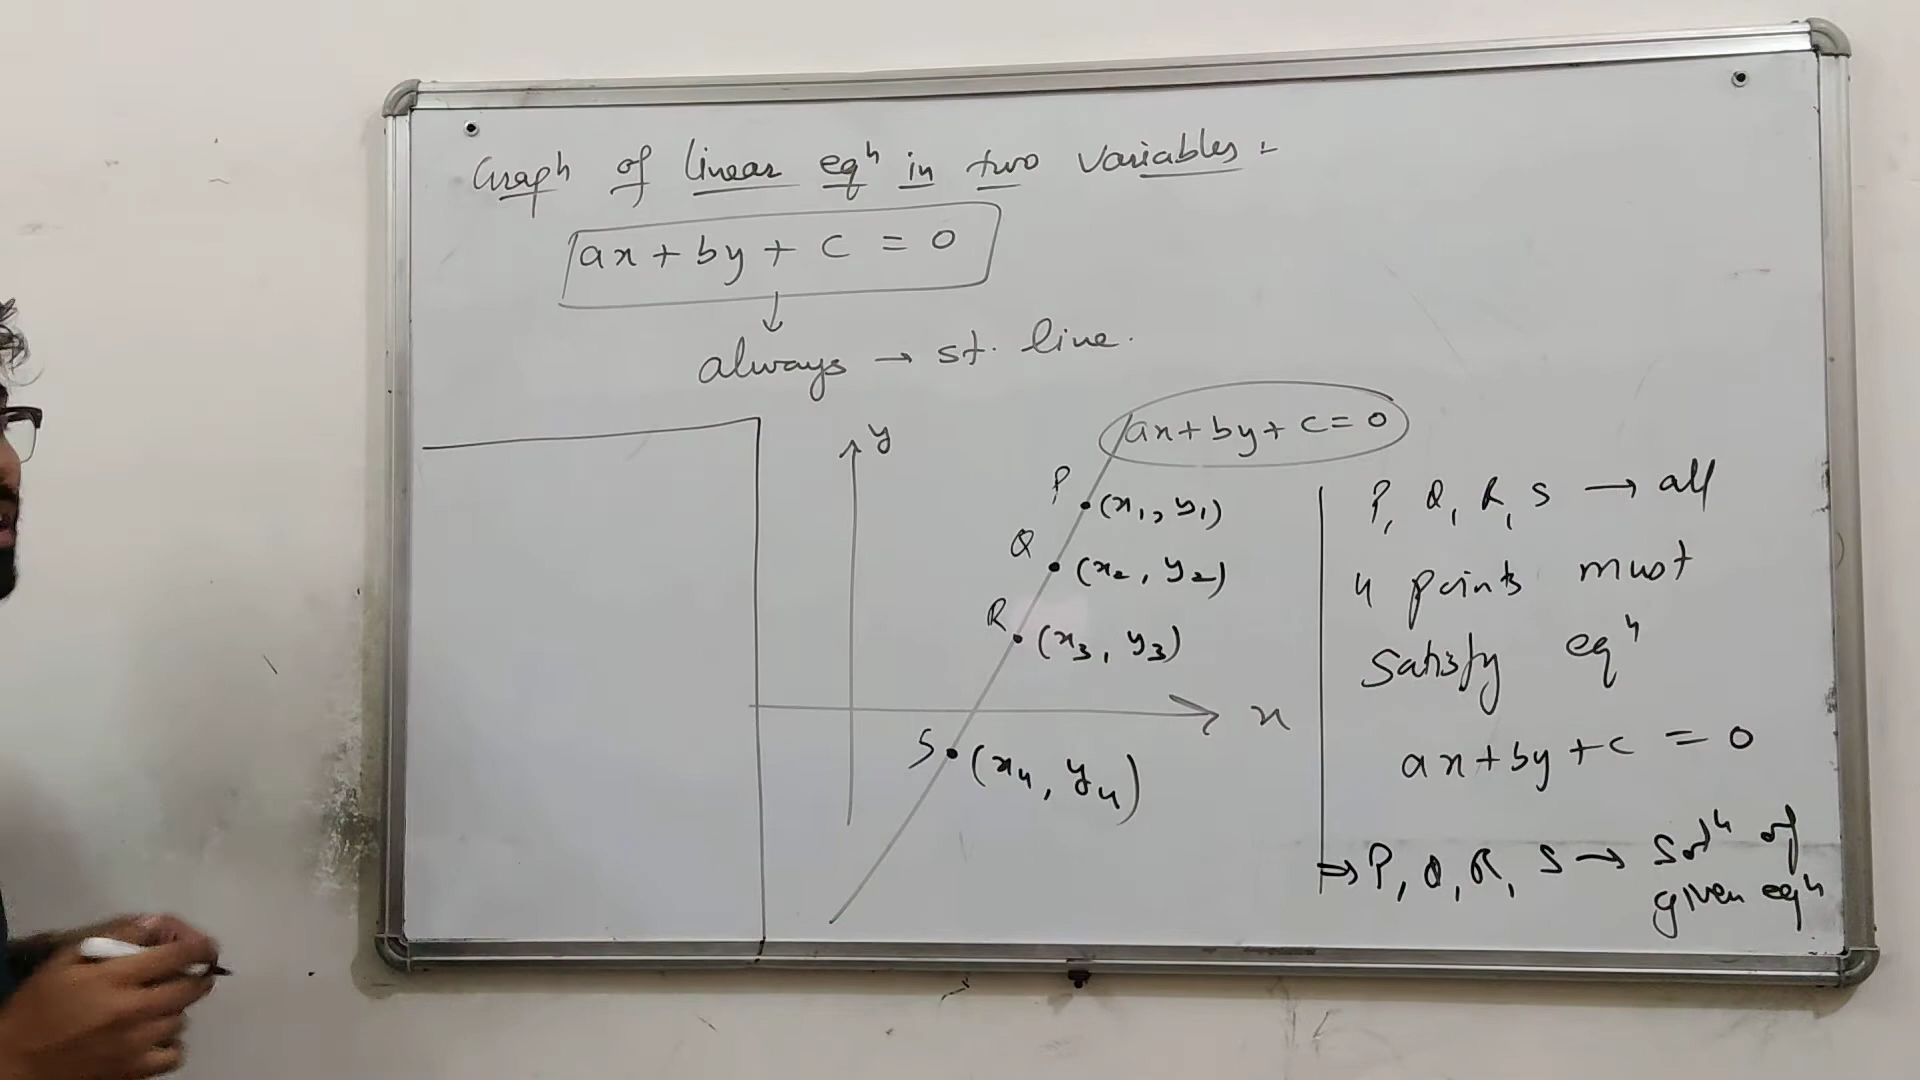 Graph of linear eqⁿ in two variables :-
ax + by + c = 0
always → st. line.
y
ax + by + c = 0
P
(x₁, y₁)
Q
(x₂, y₂)
R
(x₃, y₃)
x
S
(x₄, y₄)
P, Q, R, S → all
4 points must
satisfy eqⁿ
ax + by + c = 0
⇒ P, Q, R, S → solⁿ of
given eqⁿ